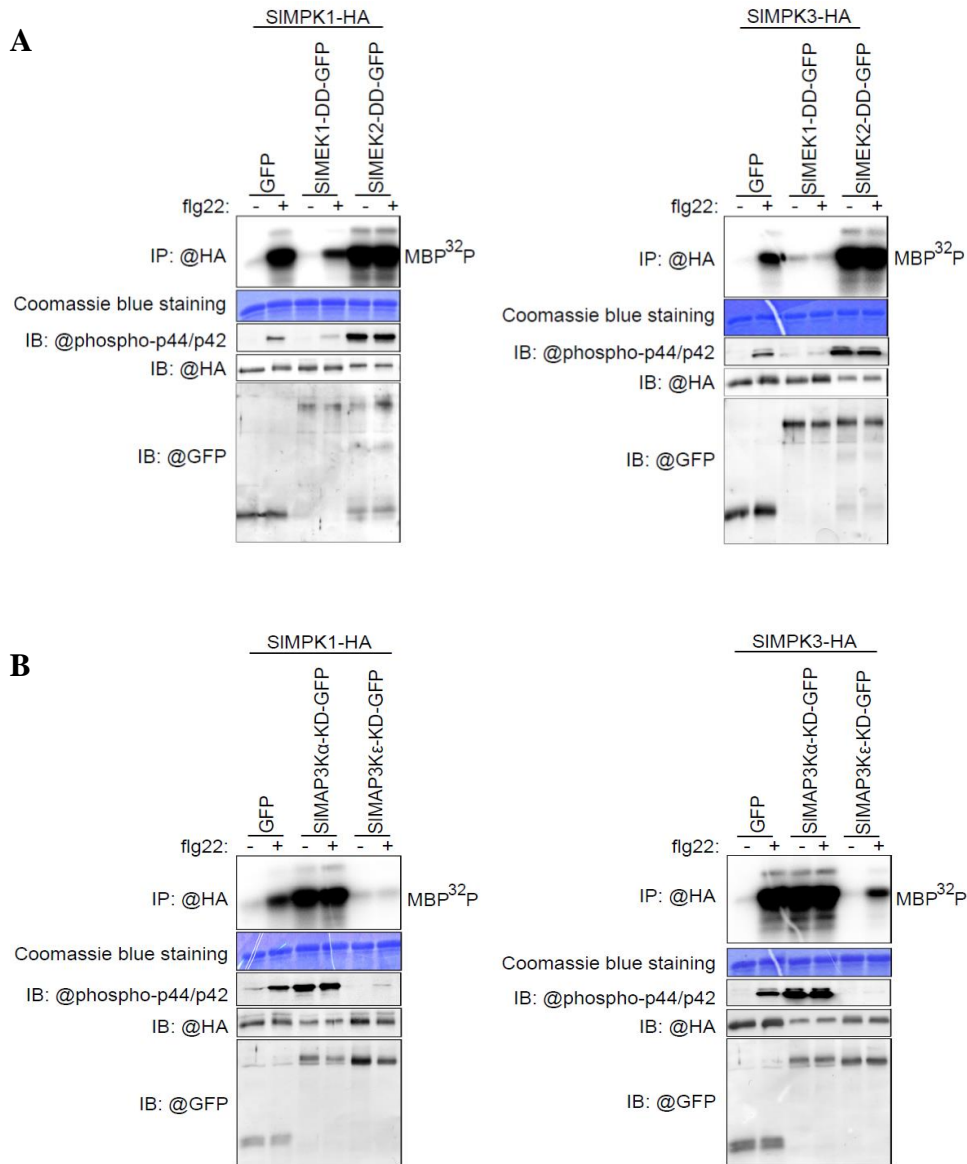 A
SlMPK1-HA
GFP
SlMEK1-DD-GFP
SlMEK2-DD-GFP
flg22: - + - + - +
IP: @HA
MBP32P
Coomassie blue staining
IB: @phospho-p44/p42
IB: @HA
IB: @GFP
SlMPK3-HA
GFP
SlMEK1-DD-GFP
SlMEK2-DD-GFP
flg22: - + - + - +
IP: @HA
MBP32P
Coomassie blue staining
IB: @phospho-p44/p42
IB: @HA
IB: @GFP
B
SlMPK1-HA
GFP
SlMAP3Kα-KD-GFP
SlMAP3Kε-KD-GFP
flg22: - + - + - +
IP: @HA
MBP32P
Coomassie blue staining
IB: @phospho-p44/p42
IB: @HA
IB: @GFP
SlMPK3-HA
GFP
SlMAP3Kα-KD-GFP
SlMAP3Kε-KD-GFP
flg22: - + - + - +
IP: @HA
MBP32P
Coomassie blue staining
IB: @phospho-p44/p42
IB: @HA
IB: @GFP